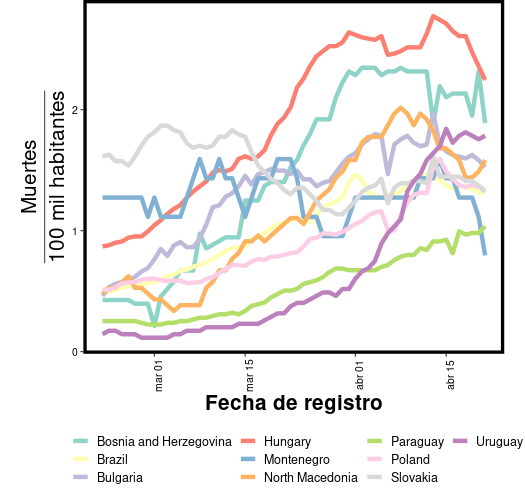 Muertes
100 mil habitantes
2
1
0
mar 01
mar 15
abr 01
abr 15
Fecha de registro
Bosnia and Herzegovina Hungary Paraguay Uruguay
Brazil Montenegro Poland
Bulgaria North Macedonia Slovakia